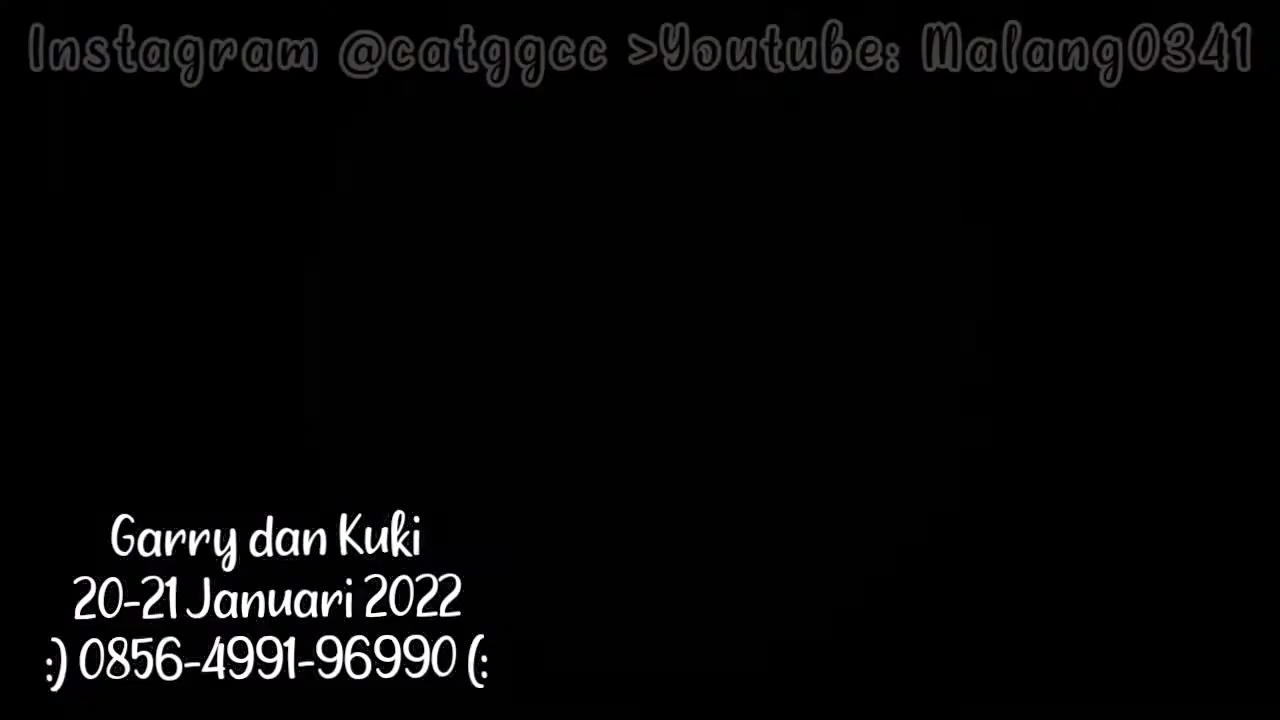 Instagram @catggcc >Youtube: Malang0341
Garry dan Kuki
20-21 Januari 2022
:) 0856-4991-96990 (: